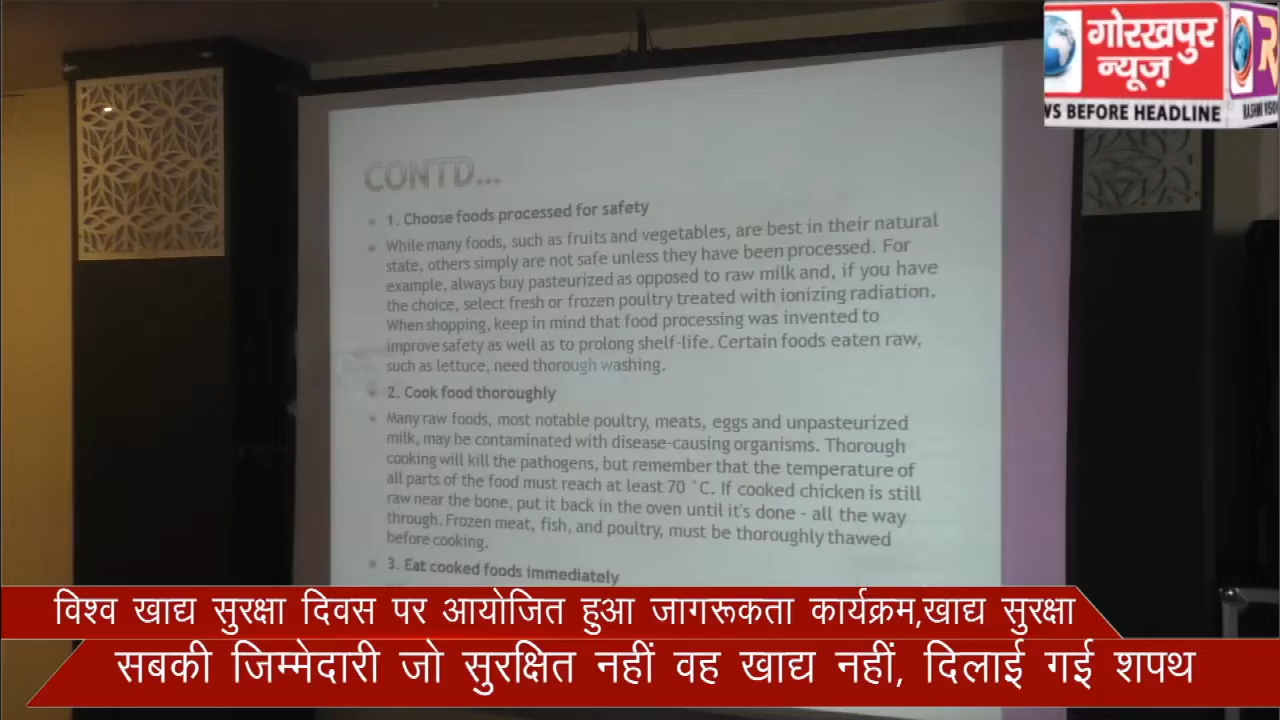 गोरखपुर
न्यूज़
WS BEFORE HEADLINE
RASHMI VISION
CONTD...
1. Choose foods processed for safety
While many foods, such as fruits and vegetables, are best in their natural
state, others simply are not safe unless they have been processed. For
example, always buy pasteurized as opposed to raw milk and, if you have
the choice, select fresh or frozen poultry treated with ionizing radiation.
When shopping, keep in mind that food processing was invented to
improve safety as well as to prolong shelf-life. Certain foods eaten raw,
such as lettuce, need thorough washing.
2. Cook food thoroughly
Many raw foods, most notable poultry, meats, eggs and unpasteurized
milk, may be contaminated with disease-causing organisms. Thorough
cooking will kill the pathogens, but remember that the temperature of
all parts of the food must reach at least 70 °C. If cooked chicken is still
raw near the bone, put it back in the oven until it's done - all the way
through. Frozen meat, fish, and poultry, must be thoroughly thawed
before cooking.
3. Eat cooked foods immediately
विश्व खाद्य सुरक्षा दिवस पर आयोजित हुआ जागरूकता कार्यक्रम,खाद्य सुरक्षा
सबकी जिम्मेदारी जो सुरक्षित नहीं वह खाद्य नहीं, दिलाई गई शपथ